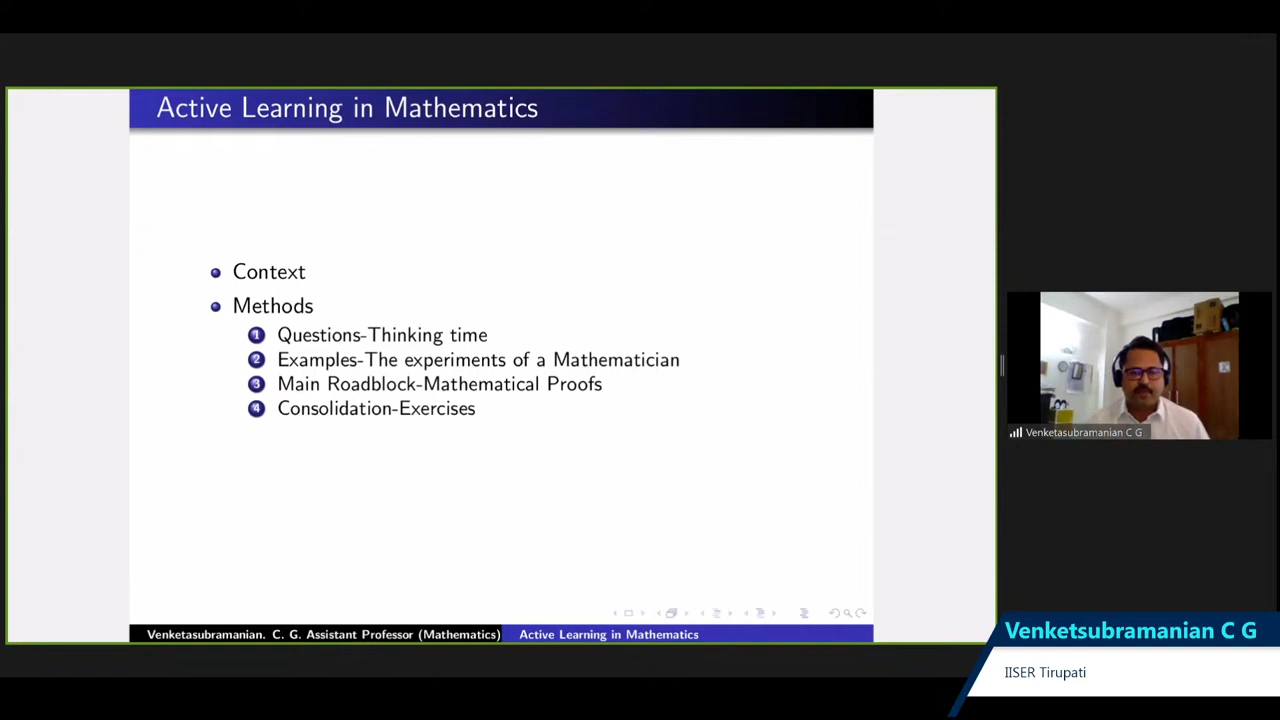 Active Learning in Mathematics
Context
Methods
1 Questions-Thinking time
2 Examples-The experiments of a Mathematician
3 Main Roadblock-Mathematical Proofs
4 Consolidation-Exercises
Venketasubramanian. C. G. Assistant Professor (Mathematics)
Active Learning in Mathematics
Venketasubramanian C G
Venketsubramanian C G
IISER Tirupati